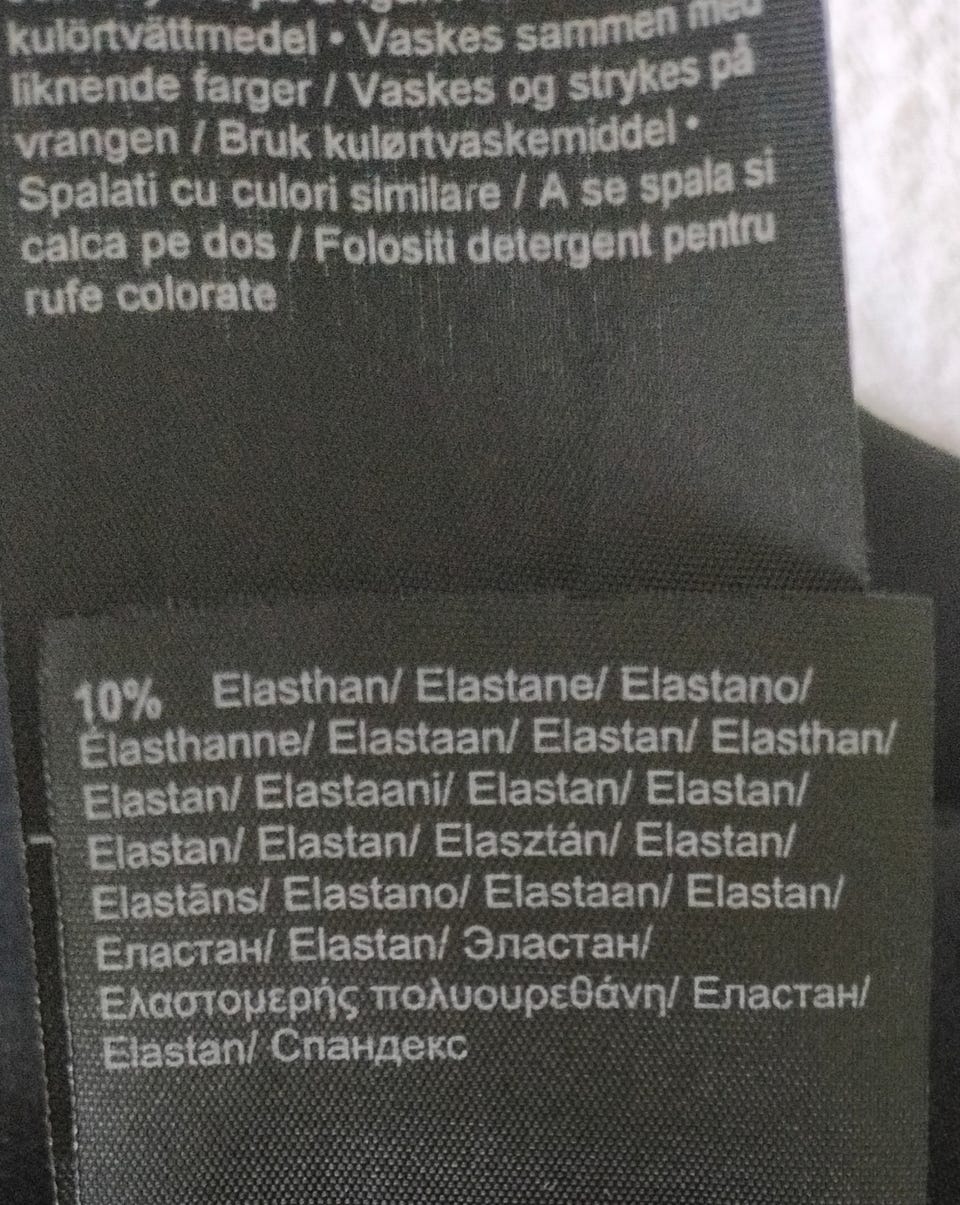 kulörtvättmedel • Vaskes sammen med
liknende farger / Vaskes og strykes på
vrangen / Bruk kulørtvaskemiddel •
Spalati cu culori similare / A se spala si
calca pe dos / Folositi detergent pentru
rufe colorate
10% Elasthan/ Elastane/ Elastano/
Élasthanne/ Elastaan/ Elastan/ Elasthan/
Elastan/ Elastaani/ Elastan/ Elastan/
Elastan/ Elastan/ Elasztán/ Elastan/
Elastāns/ Elastano/ Elastaan/ Elastan/
Еластан/ Elastan/ Эластан/
Ελαστομερής πολυουρεθάνη/ Еластан/
Elastan/ Спандекс